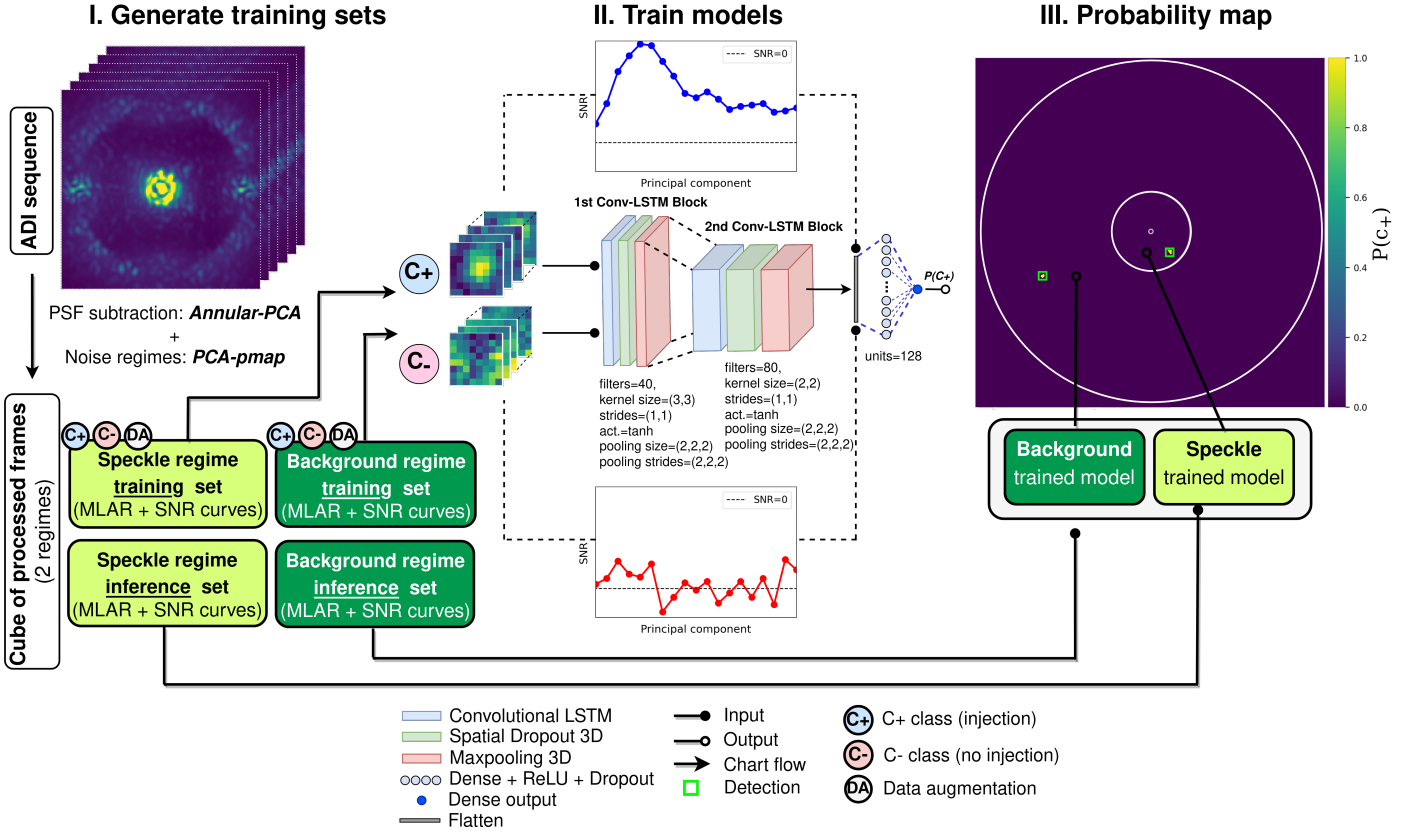 I. Generate training sets
II. Train models
III. Probability map
ADI sequence
PSF subtraction: Annular-PCA
+
Noise regimes: PCA-pmap
Cube of processed frames
(2 regimes)
C+
C-
DA
Speckle regime
training set
(MLAR + SNR curves)
C+
C-
DA
Background regime
training set
(MLAR + SNR curves)
Speckle regime
inference set
(MLAR + SNR curves)
Background regime
inference set
(MLAR + SNR curves)
C+
C-
SNR
SNR=0
Principal component
1st Conv-LSTM Block
2nd Conv-LSTM Block
filters=40,
kernel size=(3,3)
strides=(1,1)
act.=tanh
pooling size=(2,2,2)
pooling strides=(2,2,2)
filters=80,
kernel size=(2,2)
strides=(1,1)
act.=tanh
pooling size=(2,2,2)
pooling strides=(2,2,2)
P(C+)
units=128
SNR
SNR=0
Principal component
1.0
0.8
0.6
0.4
0.2
0.0
P(c+)
Background
trained model
Speckle
trained model
Convolutional LSTM
Spatial Dropout 3D
Maxpooling 3D
Dense + ReLU + Dropout
Dense output
Flatten
Input
Output
Chart flow
Detection
C+ C+ class (injection)
C- C- class (no injection)
DA Data augmentation